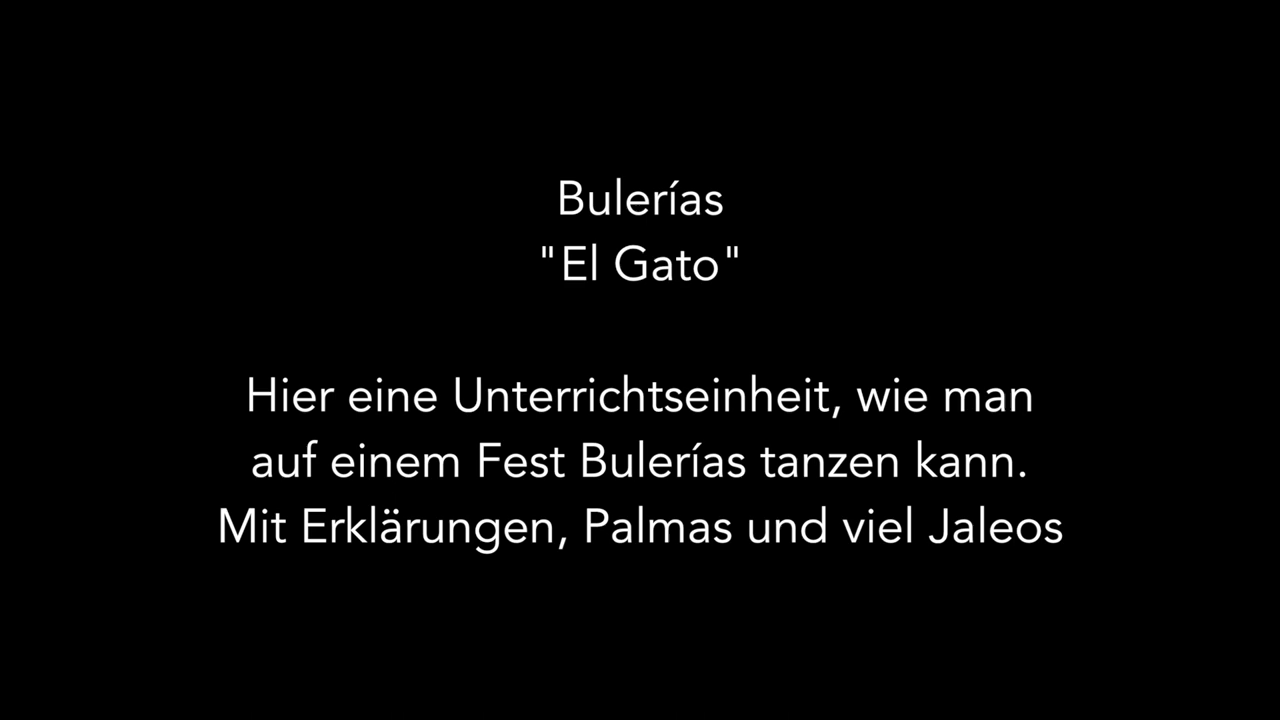 Bulerías
"El Gato"
Hier eine Unterrichtseinheit, wie man
auf einem Fest Bulerías tanzen kann.
Mit Erklärungen, Palmas und viel Jaleos